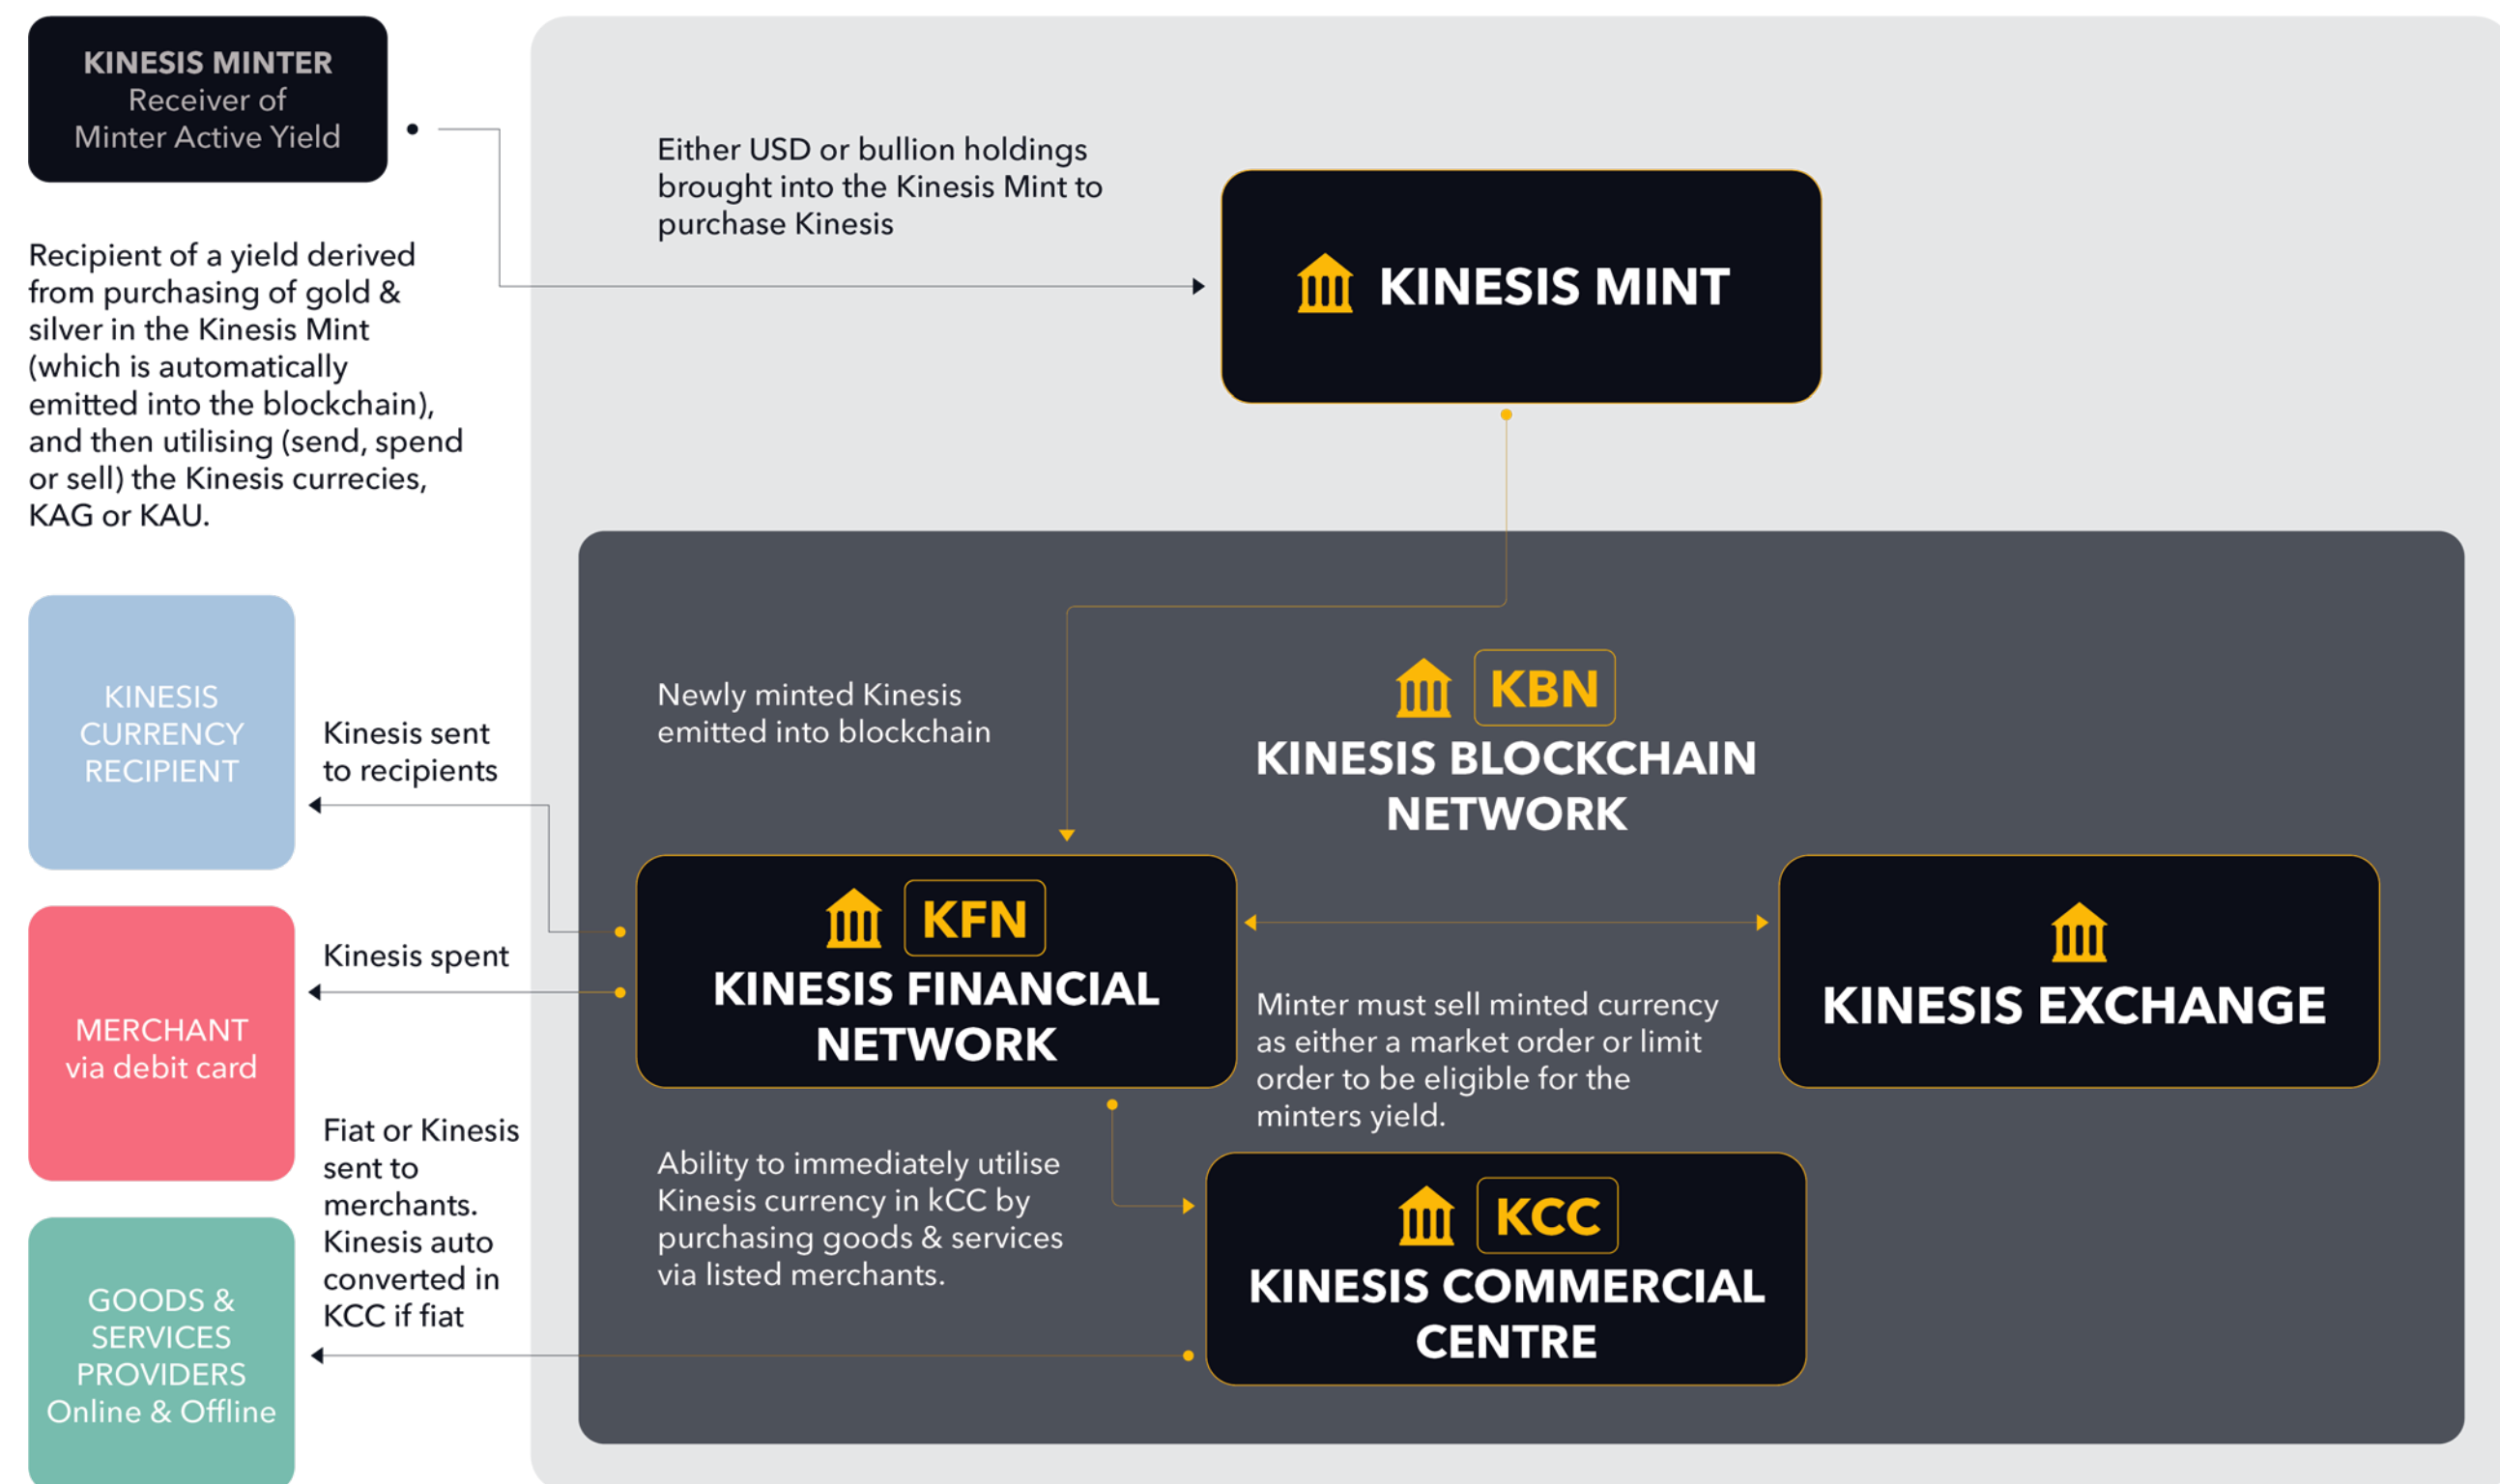 KINESIS MINTER
Receiver of
Minter Active Yield
Recipient of a yield derived
from purchasing of gold &
silver in the Kinesis Mint
(which is automatically
emitted into the blockchain),
and then utilising (send, spend
or sell) the Kinesis currecies,
KAG or KAU.
Either USD or bullion holdings
brought into the Kinesis Mint to
purchase Kinesis
KINESIS MINT
Newly minted Kinesis
emitted into blockchain
KBN
KINESIS BLOCKCHAIN
NETWORK
KINESIS
CURRENCY
RECIPIENT
Kinesis sent
to recipients
KFN
KINESIS FINANCIAL
NETWORK
KINESIS EXCHANGE
Minter must sell minted currency
as either a market order or limit
order to be eligible for the
minters yield.
MERCHANT
via debit card
Kinesis spent
Ability to immediately utilise
Kinesis currency in kCC by
purchasing goods & services
via listed merchants.
KCC
KINESIS COMMERCIAL
CENTRE
Fiat or Kinesis
sent to
merchants.
Kinesis auto
converted in
KCC if fiat
GOODS &
SERVICES
PROVIDERS
Online & Offline